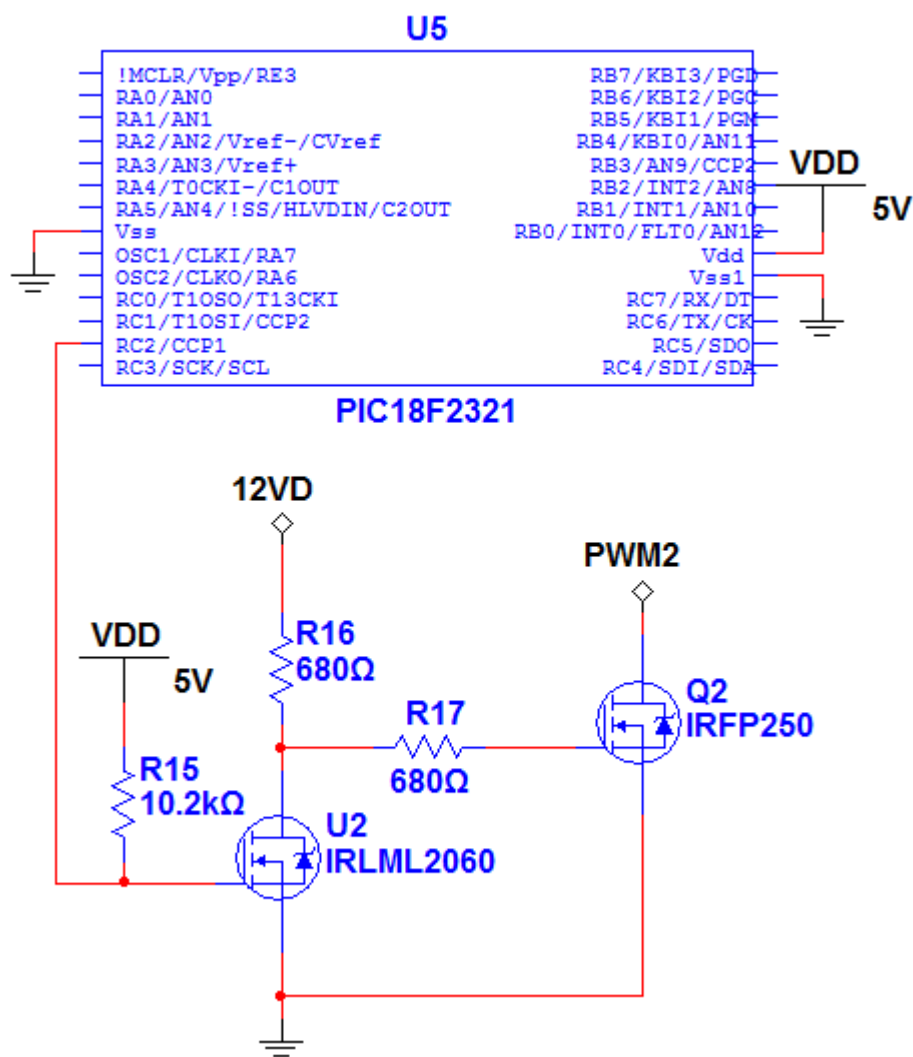 U5
!MCLR/Vpp/RE3
RA0/AN0
RA1/AN1
RA2/AN2/Vref-/CVref
RA3/AN3/Vref+
RA4/T0CKI-/C1OUT
RA5/AN4/!SS/HLVDIN/C2OUT
Vss
OSC1/CLKI/RA7
OSC2/CLKO/RA6
RC0/T1OSO/T13CKI
RC1/T1OSI/CCP2
RC2/CCP1
RC3/SCK/SCL
RB7/KBI3/PGD
RB6/KBI2/PGC
RB5/KBI1/PGM
RB4/KBI0/AN11
RB3/AN9/CCP2
RB2/INT2/AN8
RB1/INT1/AN10
RB0/INT0/FLT0/AN12
Vdd
Vss1
RC7/RX/DT
RC6/TX/CK
RC5/SDO
RC4/SDI/SDA
VDD
5V
PIC18F2321
12VD
PWM2
VDD
5V
R16
680Ω
R17
680Ω
Q2
IRFP250
R15
10.2kΩ
U2
IRLML2060